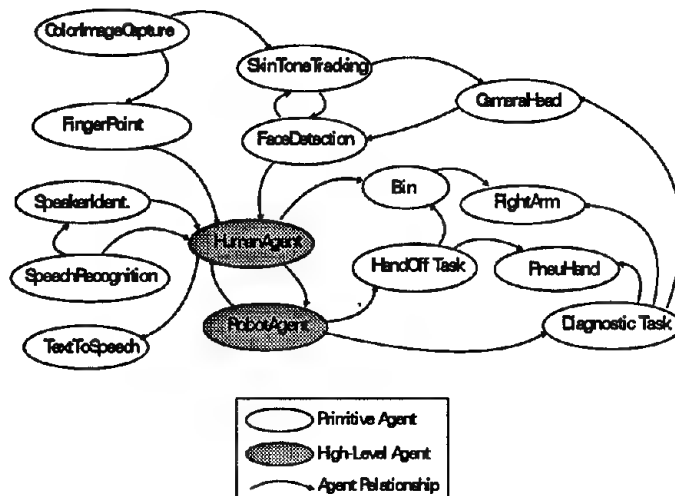 ColorImageCapture
SkinToneTracking
CameraHead
FingerPoint
FaceDetection
Bin
SpeakerIdent.
RightArm
HumanAgent
SpeechRecognition
HandOff Task
PneuHand
RobotAgent
Diagnostic Task
TextToSpeech
Primitive Agent
High-Level Agent
Agent Relationship